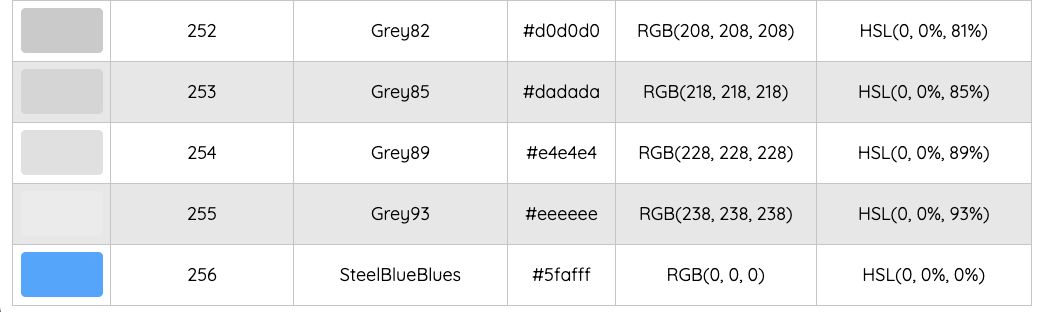 252 Grey82 #d0d0d0 RGB(208, 208, 208) HSL(0, 0%, 81%)
253 Grey85 #dadada RGB(218, 218, 218) HSL(0, 0%, 85%)
254 Grey89 #e4e4e4 RGB(228, 228, 228) HSL(0, 0%, 89%)
255 Grey93 #eeeeee RGB(238, 238, 238) HSL(0, 0%, 93%)
256 SteelBlueBlues #5fafff RGB(0, 0, 0) HSL(0, 0%, 0%)